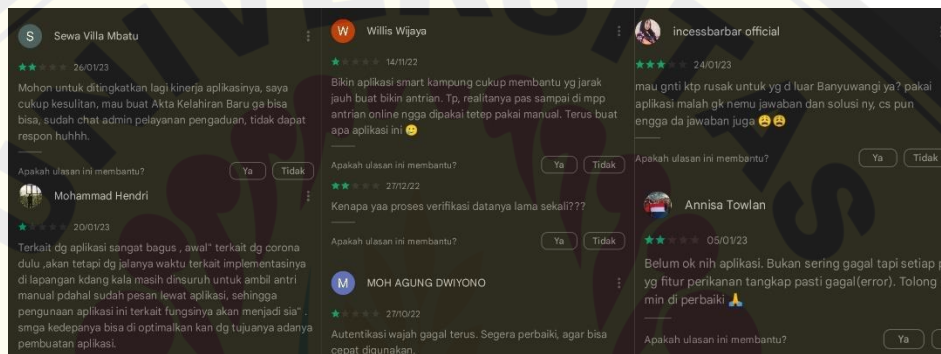 S Sewa Villa Mbatu
26/01/23
Mohon untuk ditingkatkan lagi kinerja aplikasinya, saya
cukup kesulitan, mau buat Akta Kelahiran Baru ga bisa
bisa, sudah chat admin pelayanan pengaduan, tidak dapat
respon huhhh.
Apakah ulasan ini membantu? Ya Tidak
Mohammad Hendri
20/01/23
Terkait dg aplikasi sangat bagus , awal" terkait dg corona
dulu ,akan tetapi dg jalanya waktu terkait implementasinya
di lapangan kdang kala masih dinsuruh untuk ambil antri
manual pdahal sudah pesan lewat aplikasi, sehingga
pengunaan aplikasi ini terkait fungsinya akan menjadi sia" .
smga kedepanya bisa di optimalkan kan dg tujuanya adanya
pembuatan aplikasi.
W Willis Wijaya
14/11/22
Bikin aplikasi smart kampung cukup membantu yg jarak
jauh buat bikin antrian. Tp, realitanya pas sampai di mpp
antrian online ngga dipakai tetep pakai manual. Terus buat
apa aplikasi ini 🥲
Apakah ulasan ini membantu? Ya Tidak
27/12/22
Kenapa yaa proses verifikasi datanya lama sekali???
Apakah ulasan ini membantu? Ya Tidak
M MOH AGUNG DWIYONO
27/10/22
Autentikasi wajah gagal terus. Segera perbaiki, agar bisa
cepat digunakan.
incessbarbar official
24/01/23
mau gnti ktp rusak untuk yg d luar Banyuwangi ya? pakai
aplikasi malah gk nemu jawaban dan solusi ny, cs pun
engga da jawaban juga 😩😩
Apakah ulasan ini membantu? Ya Tidak
Annisa Towlan
05/01/23
Belum ok nih aplikasi. Bukan sering gagal tapi setiap p
yg fitur perikanan tangkap pasti gagal(error). Tolong
min di perbaiki 🙏
Apakah ulasan ini membantu? Ya